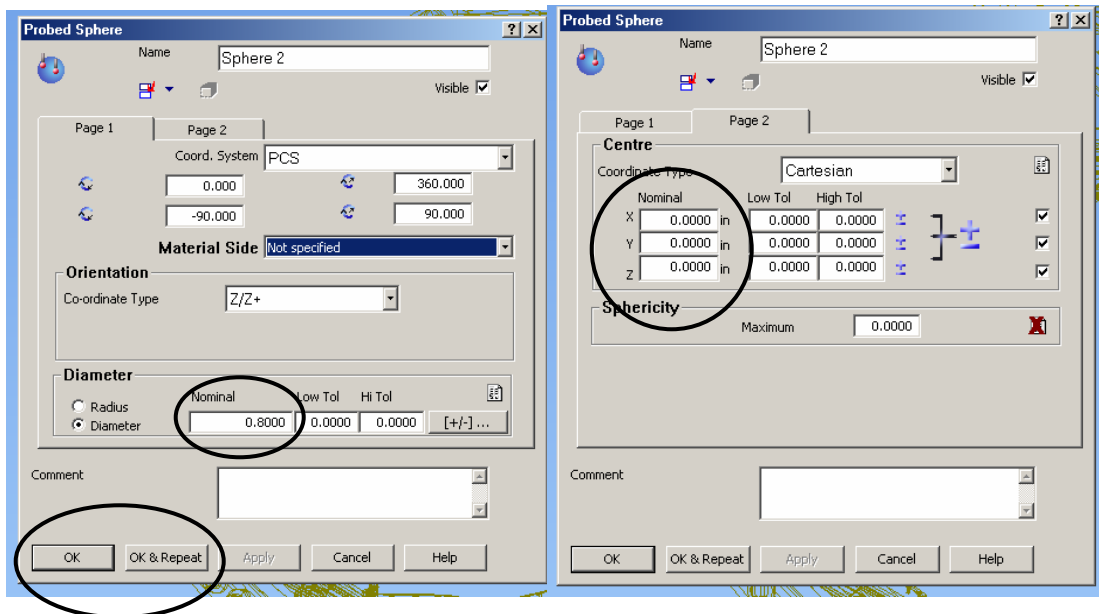 Probed Sphere
Name Sphere 2
Visible
Page 1 Page 2
Coord. System PCS
0.000 360.000
-90.000 90.000
Material Side Not specified
Orientation
Co-ordinate Type Z/Z+
Diameter
Nominal Low Tol Hi Tol
Radius
Diameter 0.8000 0.0000 0.0000 [+/-] ...
Comment
OK OK & Repeat Apply Cancel Help
Probed Sphere
Name Sphere 2
Visible
Page 1 Page 2
Centre
Coordinate Type Cartesian
Nominal Low Tol High Tol
X 0.0000 in 0.0000 0.0000
Y 0.0000 in 0.0000 0.0000
Z 0.0000 in 0.0000 0.0000
Sphericity
Maximum 0.0000
Comment
OK OK & Repeat Apply Cancel Help